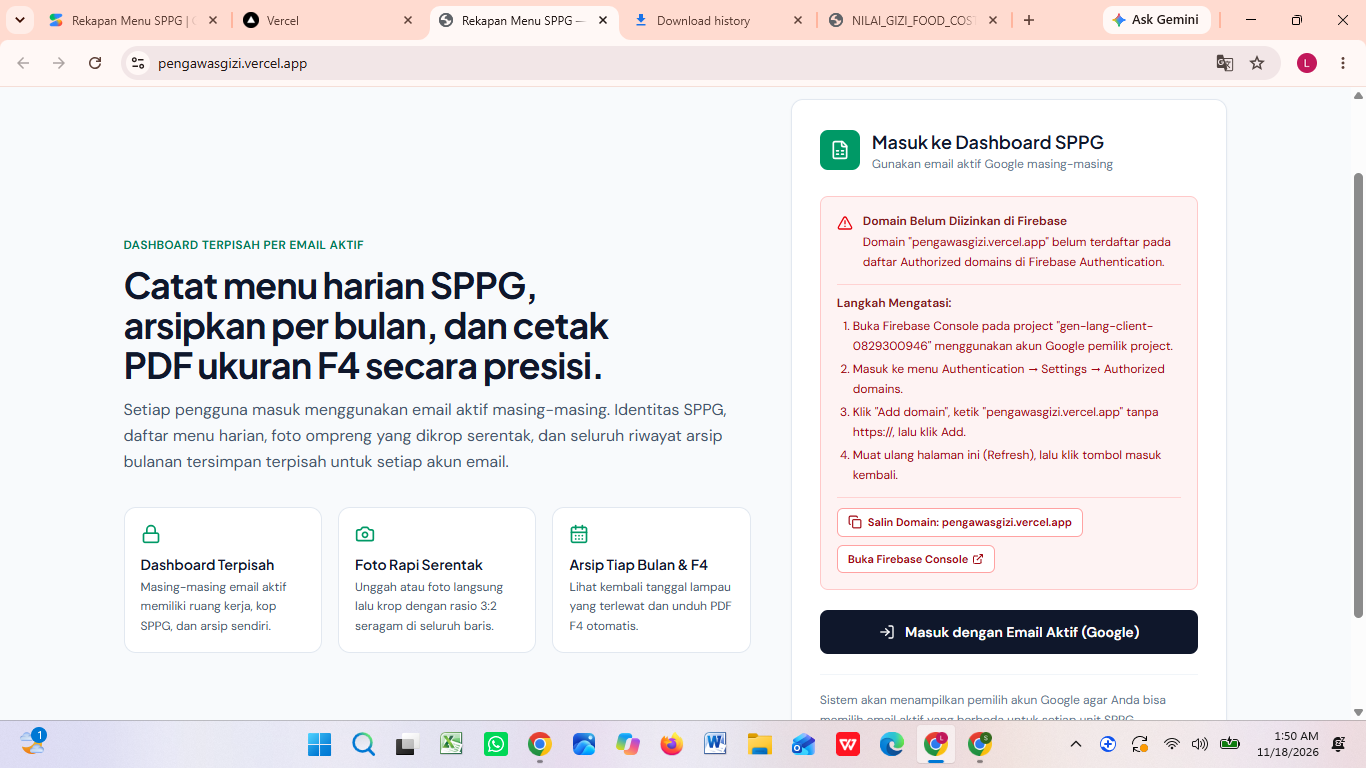 Rekapan Menu SPPG | G
Vercel
Rekapan Menu SPPG —
Download history
NILAI_GIZI_FOOD_COST
Ask Gemini
pengawasgizi.vercel.app
L
DASHBOARD TERPISAH PER EMAIL AKTIF
Catat menu harian SPPG,
arsipkan per bulan, dan cetak
PDF ukuran F4 secara presisi.
Setiap pengguna masuk menggunakan email aktif masing-masing. Identitas SPPG,
daftar menu harian, foto ompreng yang dikrop serentak, dan seluruh riwayat arsip
bulanan tersimpan terpisah untuk setiap akun email.
Dashboard Terpisah
Masing-masing email aktif
memiliki ruang kerja, kop
SPPG, dan arsip sendiri.
Foto Rapi Serentak
Unggah atau foto langsung
lalu krop dengan rasio 3:2
seragam di seluruh baris.
Arsip Tiap Bulan & F4
Lihat kembali tanggal lampau
yang terlewat dan unduh PDF
F4 otomatis.
Masuk ke Dashboard SPPG
Gunakan email aktif Google masing-masing
Domain Belum Diizinkan di Firebase
Domain "pengawasgizi.vercel.app" belum terdaftar pada
daftar Authorized domains di Firebase Authentication.
Langkah Mengatasi:
1. Buka Firebase Console pada project "gen-lang-client-
0829300946" menggunakan akun Google pemilik project.
2. Masuk ke menu Authentication → Settings → Authorized
domains.
3. Klik "Add domain", ketik "pengawasgizi.vercel.app" tanpa
https://, lalu klik Add.
4. Muat ulang halaman ini (Refresh), lalu klik tombol masuk
kembali.
Salin Domain: pengawasgizi.vercel.app
Buka Firebase Console
Masuk dengan Email Aktif (Google)
Sistem akan menampilkan pemilih akun Google agar Anda bisa
memilih email aktif yang berbeda untuk setiap unit SPPG.
1
1:50 AM
11/18/2026